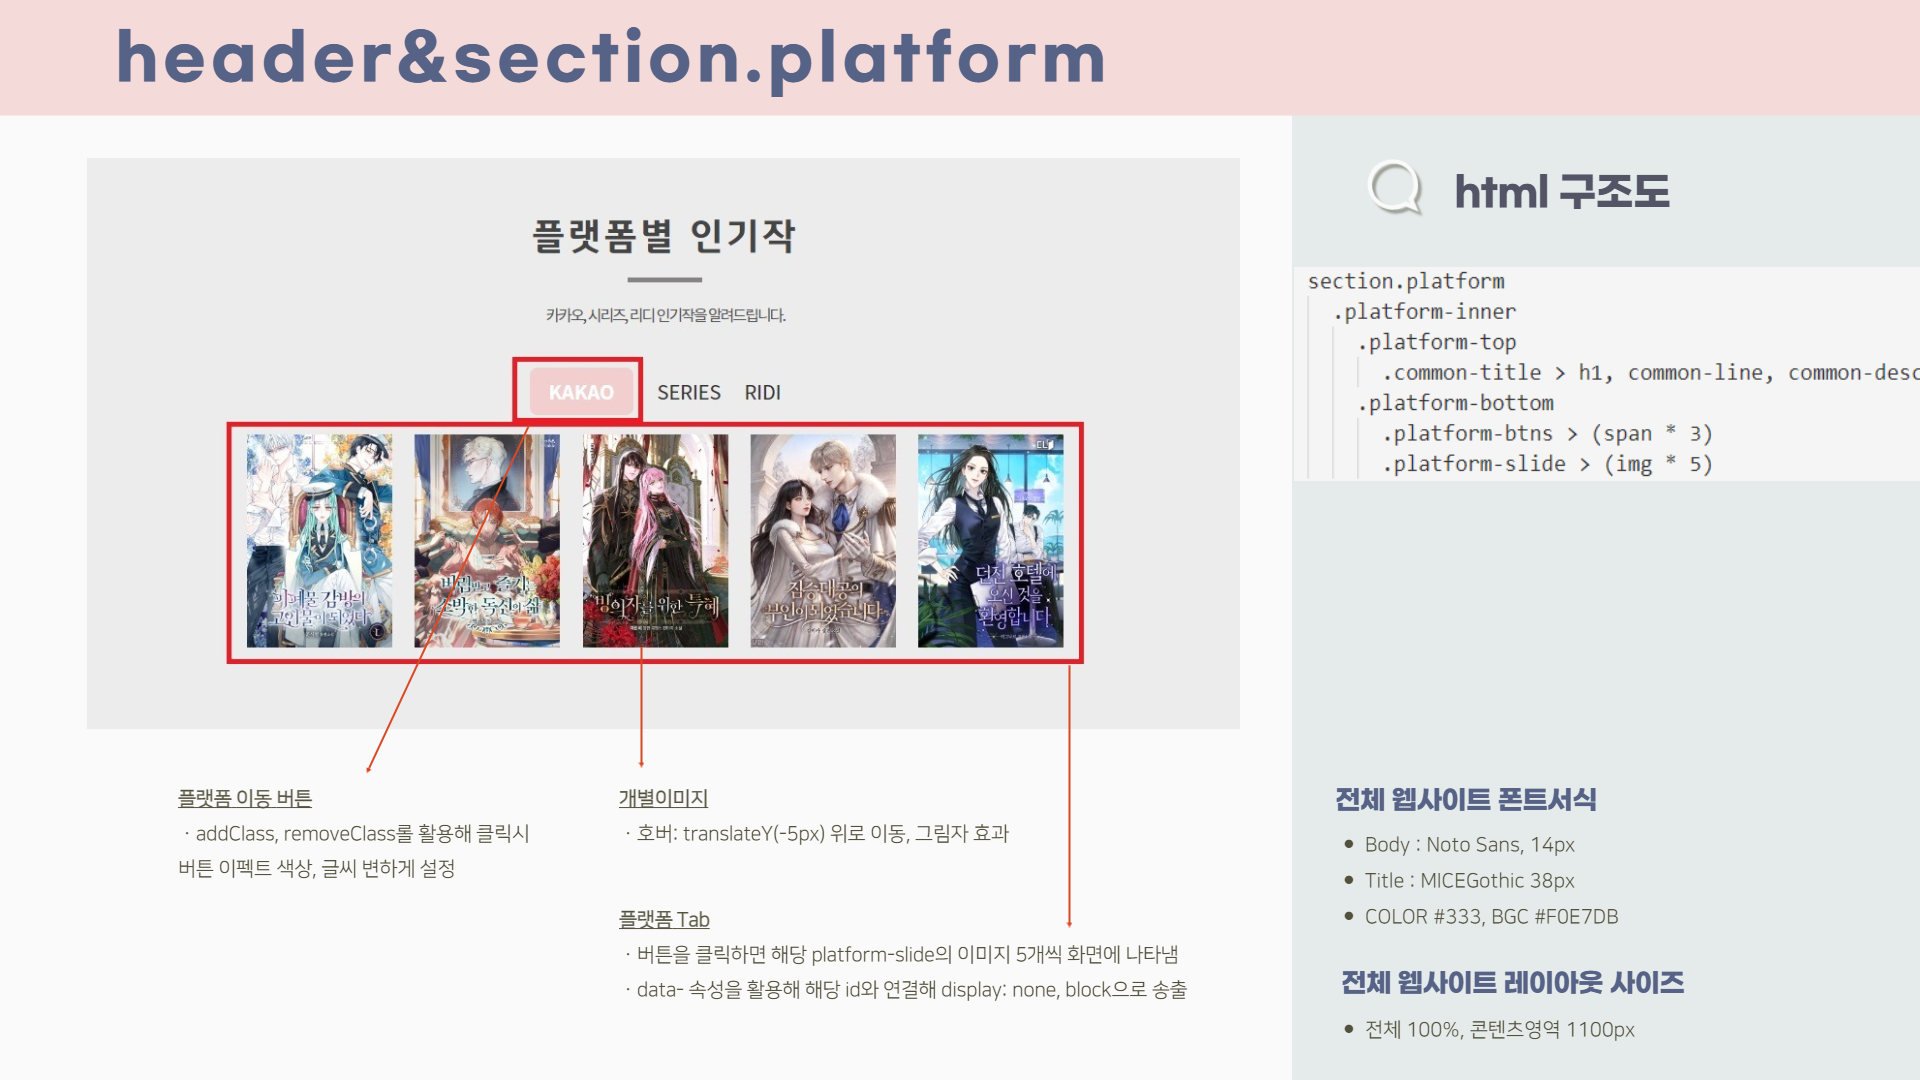 header&section.platform
플랫폼별 인기작
카카오, 시리즈, 리디 인기작을 알려드립니다.
KAKAO SERIES RIDI
마계물 감방의
고인물이 되었다
버림받고 즐기는
소박한 독신의 삶
빙의자를 위한 특혜
짐승대공의
부인이 되었습니다
던전 호텔에
오신 것을
환영합니다
플랫폼 이동 버튼
· addClass, removeClass롤 활용해 클릭시
버튼 이펙트 색상, 글씨 변하게 설정
개별이미지
· 호버: translateY(-5px) 위로 이동, 그림자 효과
플랫폼 Tab
· 버튼을 클릭하면 해당 platform-slide의 이미지 5개씩 화면에 나타냄
· data- 속성을 활용해 해당 id와 연결해 display: none, block으로 송출
html 구조도
section.platform
.platform-inner
.platform-top
.common-title > h1, common-line, common-desc
.platform-bottom
.platform-btns > (span * 3)
.platform-slide > (img * 5)
전체 웹사이트 폰트서식
• Body : Noto Sans, 14px
• Title : MICEGothic 38px
• COLOR #333, BGC #F0E7DB
전체 웹사이트 레이아웃 사이즈
• 전체 100%, 콘텐츠영역 1100px